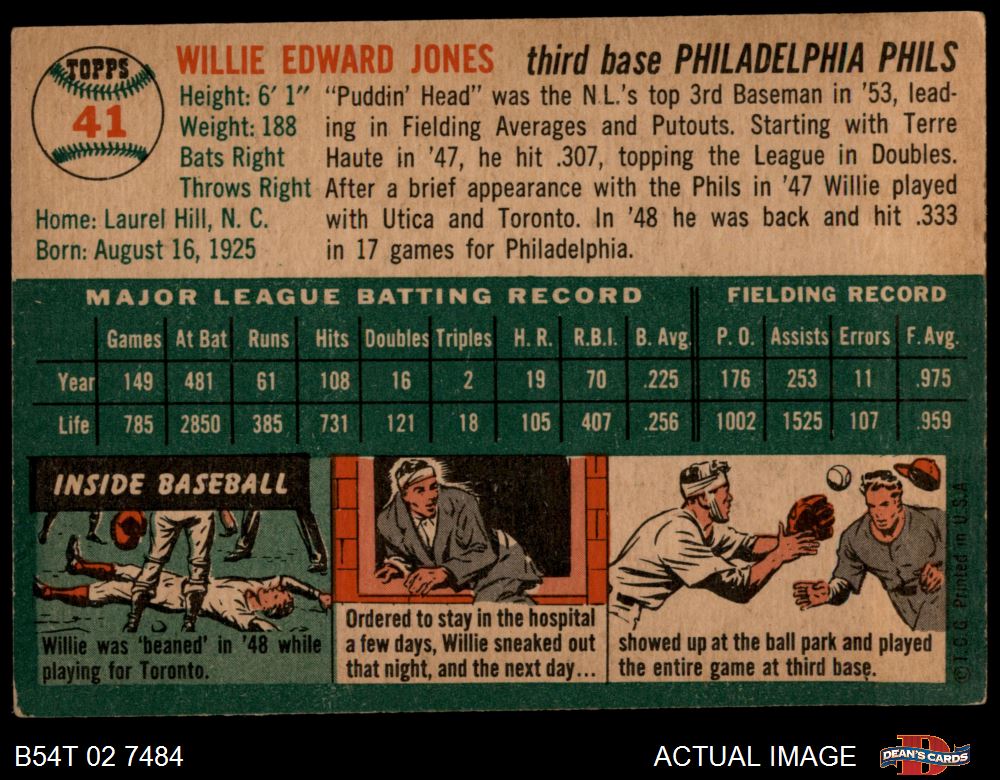 TOPPS
41
WILLIE EDWARD JONES third base PHILADELPHIA PHILS
Height: 6' 1"
Weight: 188
Bats Right
Throws Right
Home: Laurel Hill, N. C.
Born: August 16, 1925
"Puddin' Head" was the N.L.'s top 3rd Baseman in '53, lead-
ing in Fielding Averages and Putouts. Starting with Terre
Haute in '47, he hit .307, topping the League in Doubles.
After a brief appearance with the Phils in '47 Willie played
with Utica and Toronto. In '48 he was back and hit .333
in 17 games for Philadelphia.
MAJOR LEAGUE BATTING RECORD FIELDING RECORD
Games At Bat Runs Hits Doubles Triples H. R. R.B.I. B. Avg. P. O. Assists Errors F. Avg.
Year 149 481 61 108 16 2 19 70 .225 176 253 11 .975
Life 785 2850 385 731 121 18 105 407 .256 1002 1525 107 .959
INSIDE BASEBALL
Willie was 'beaned' in '48 while
playing for Toronto.
Ordered to stay in the hospital
a few days, Willie sneaked out
that night, and the next day...
showed up at the ball park and played
the entire game at third base.
© T.C.G. Printed in U.S.A.
B54T 02 7484
ACTUAL IMAGE
D
DEAN'S CARDS